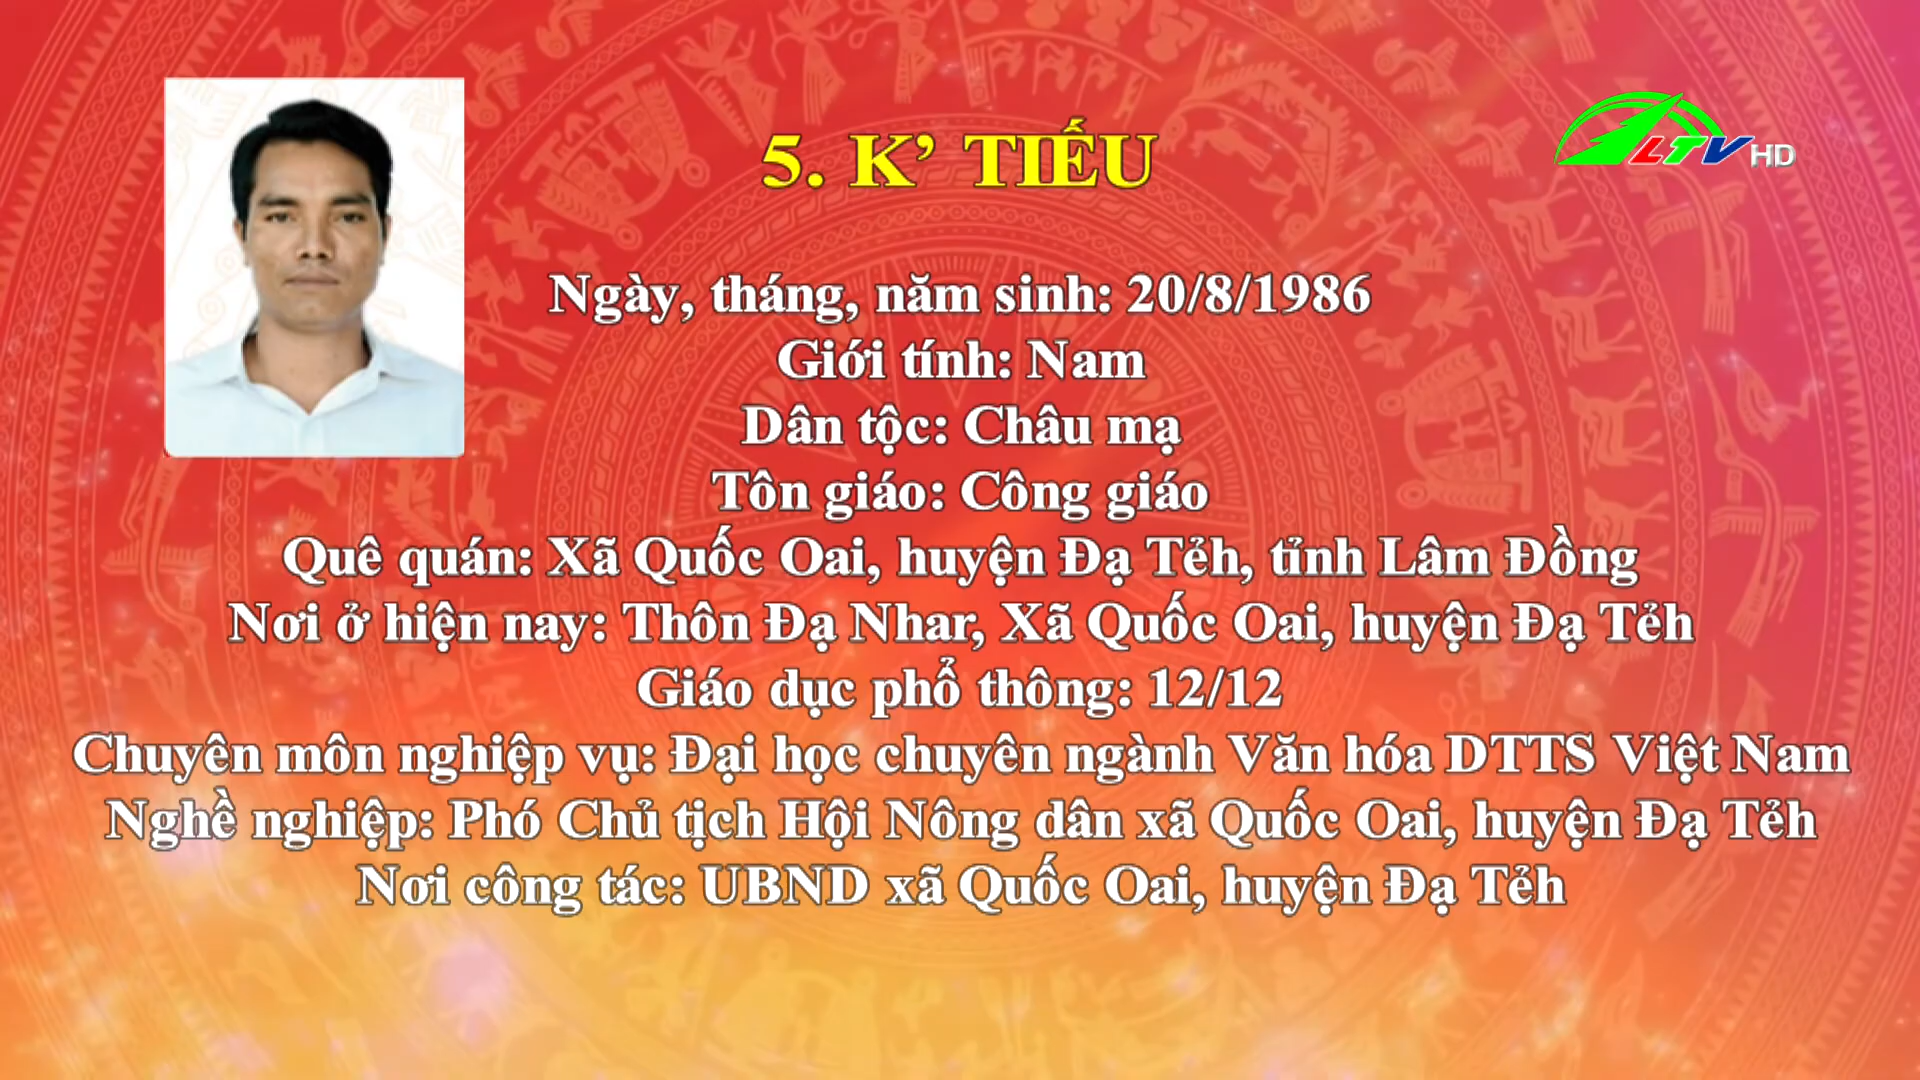 LTV HD
5. K’ TIẾU
Ngày, tháng, năm sinh: 20/8/1986
Giới tính: Nam
Dân tộc: Châu mạ
Tôn giáo: Công giáo
Quê quán: Xã Quốc Oai, huyện Đạ Tẻh, tỉnh Lâm Đồng
Nơi ở hiện nay: Thôn Đạ Nhar, Xã Quốc Oai, huyện Đạ Tẻh
Giáo dục phổ thông: 12/12
Chuyên môn nghiệp vụ: Đại học chuyên ngành Văn hóa DTTS Việt Nam
Nghề nghiệp: Phó Chủ tịch Hội Nông dân xã Quốc Oai, huyện Đạ Tẻh
Nơi công tác: UBND xã Quốc Oai, huyện Đạ Tẻh